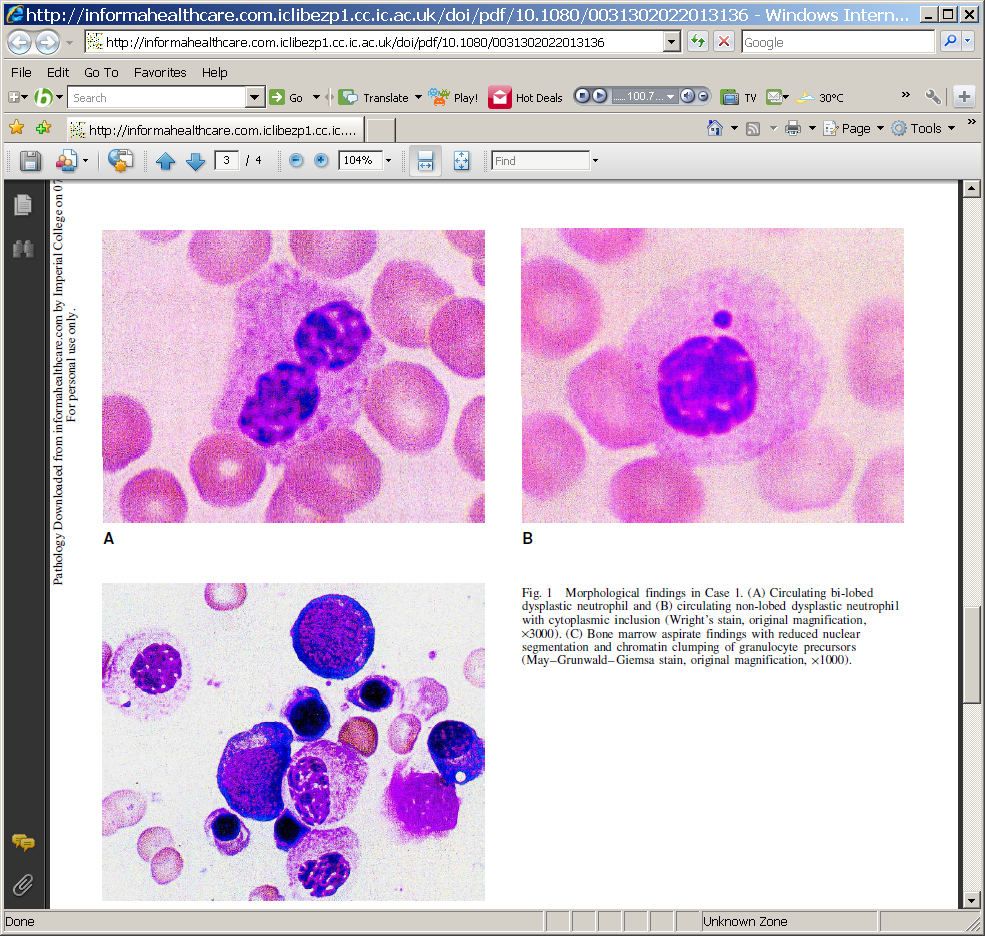 http://informahealthcare.com.iclibezp1.cc.ic.ac.uk/doi/pdf/10.1080/0031302022013136 - Windows Intern...
http://informahealthcare.com.iclibezp1.cc.ic.ac.uk/doi/pdf/10.1080/0031302022013136
Google
File Edit Go To Favorites Help
Search Go Translate Play! Hot Deals .....100.7... TV 30°C »
http://informahealthcare.com.iclibezp1.cc.ic.... Page Tools »
3 / 4 104% Find
Pathology Downloaded from informahealthcare.com by Imperial College on 07
For personal use only.
A
B
Fig. 1 Morphological findings in Case 1. (A) Circulating bi-lobed
dysplastic neutrophil and (B) circulating non-lobed dysplastic neutrophil
with cytoplasmic inclusion (Wright's stain, original magnification,
×3000). (C) Bone marrow aspirate findings with reduced nuclear
segmentation and chromatin clumping of granulocyte precursors
(May–Grunwald–Giemsa stain, original magnification, ×1000).
Done
Unknown Zone